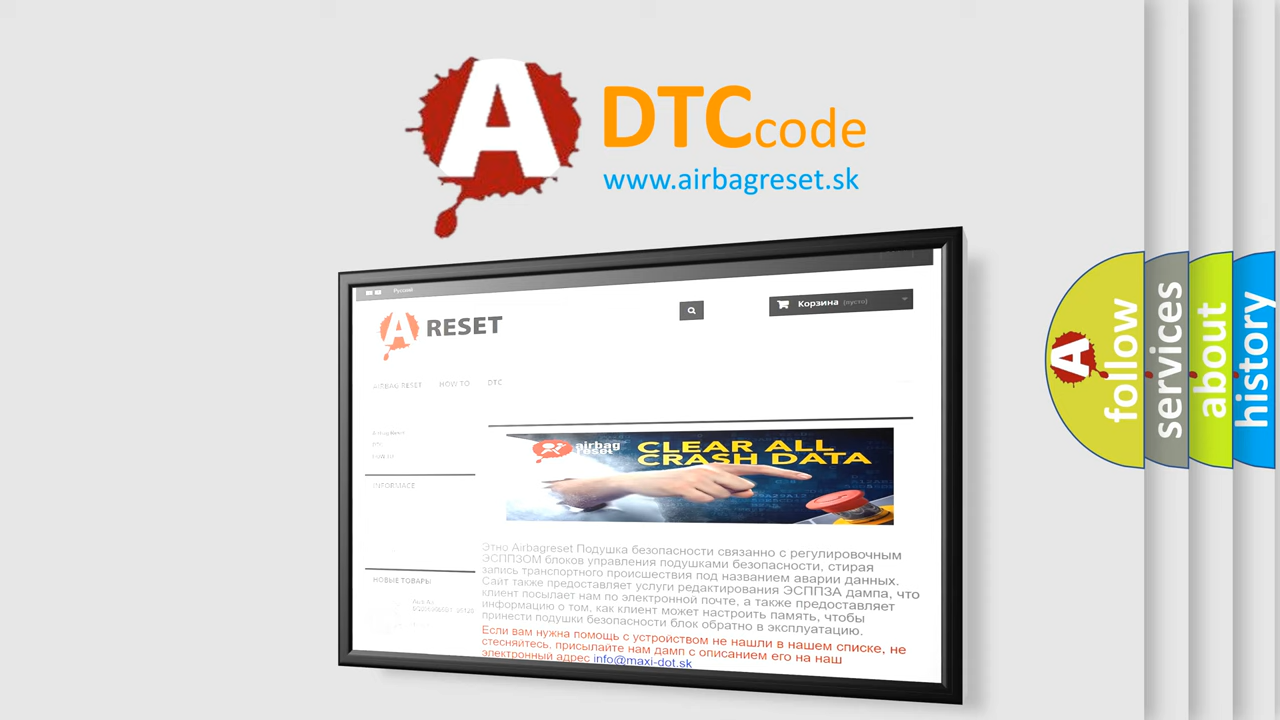 A DTCcode
www.airbagreset.sk
Русский
A RESET
Корзина (пусто)
AIRBAG RESET HOW TO DTC
Airbag Reset
DTC
INFORMACE
airbag
reset
CLEAR ALL
CRASH DATA
Этно Airbagreset Подушка безопасности связанно с регулировочным
ЭСППЗОМ блоков управления подушками безопасности, стирая
запись транспортного происшествия под названием аварии данных.
Сайт также предоставляет услуги редактирования ЭСППЗА дампа, что
клиент посылает нам по электронной почте, а также предоставляет
информацию о том, как клиент может настроить память, чтобы
принести подушки безопасности блок обратно в эксплуатацию.
Если вам нужна помощь с устройством не нашли в нашем списке, не
стесняйтесь, присылайте нам дамп с описанием его на наш
электронный адрес info@maxi-dot.sk
НОВЫЕ ТОВАРЫ
A follow
services
about
history